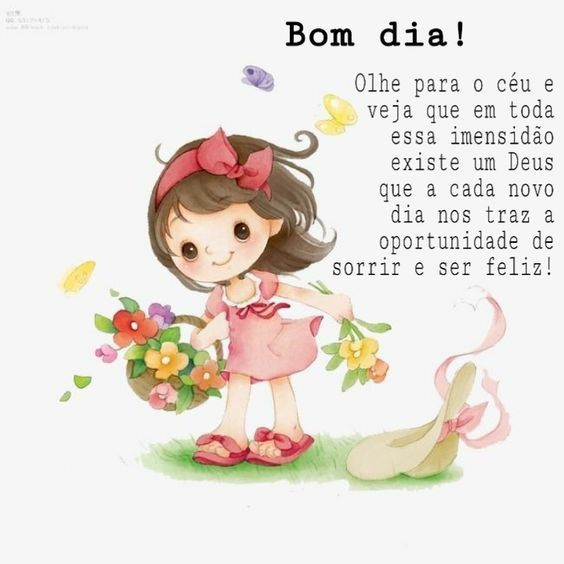 Bom dia!
Olhe para o céu e
veja que em toda
essa imensidão
existe um Deus
que a cada novo
dia nos traz a
oportunidade de
sorrir e ser feliz!